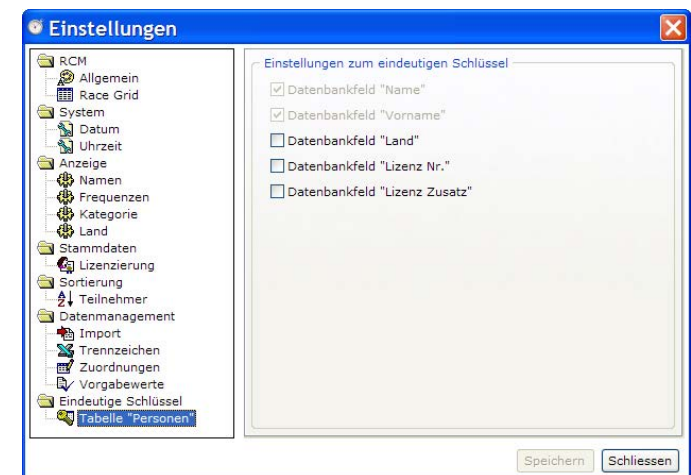 Einstellungen
RCM
Allgemein
Race Grid
System
Datum
Uhrzeit
Anzeige
Namen
Frequenzen
Kategorie
Land
Stammdaten
Lizenzierung
Sortierung
Teilnehmer
Datenmanagement
Import
Trennzeichen
Zuordnungen
Vorgabewerte
Eindeutige Schlüssel
Tabelle "Personen"
Einstellungen zum eindeutigen Schlüssel
Datenbankfeld "Name"
Datenbankfeld "Vorname"
Datenbankfeld "Land"
Datenbankfeld "Lizenz Nr."
Datenbankfeld "Lizenz Zusatz"
Speichern
Schliessen